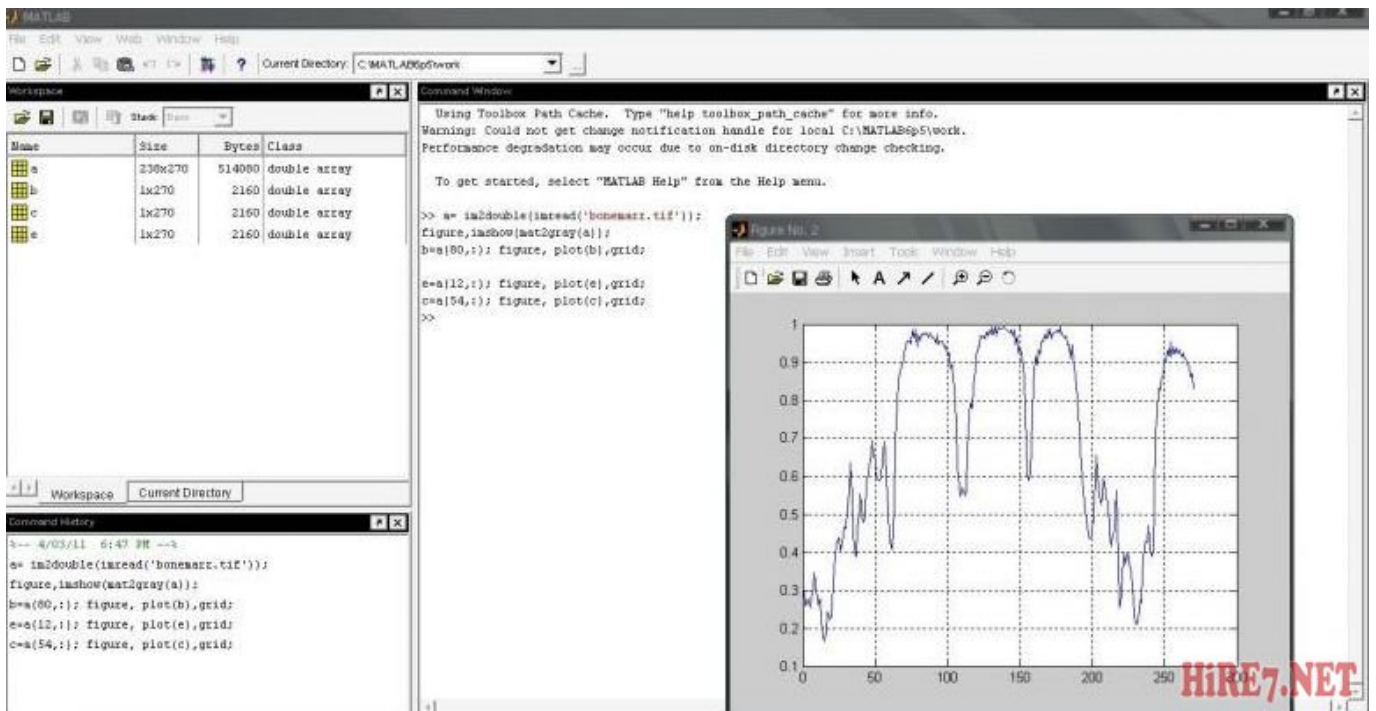 MATLAB
File Edit View Web Window Help
Current Directory: C:\MATLAB6p5\work
Workspace
Stack:
Name Size Bytes Class
a 238x270 514080 double array
b 1x270 2160 double array
c 1x270 2160 double array
e 1x270 2160 double array
Workspace Current Directory
Command History
%-- 4/03/11 6:47 PM --%
a= im2double(imread('bonemarr.tif'));
figure,imshow(mat2gray(a));
b=a(80,:); figure, plot(b),grid;
e=a(12,:); figure, plot(e),grid;
c=a(54,:); figure, plot(c),grid;
Command Window
Using Toolbox Path Cache. Type "help toolbox_path_cache" for more info.
Warning: Could not get change notification handle for local C:\MATLAB6p5\work.
Performance degradation may occur due to on-disk directory change checking.
To get started, select "MATLAB Help" from the Help menu.
>> a= im2double(imread('bonemarr.tif'));
figure,imshow(mat2gray(a));
b=a(80,:); figure, plot(b),grid;
e=a(12,:); figure, plot(e),grid;
c=a(54,:); figure, plot(c),grid;
>>
Figure No. 2
File Edit View Insert Tools Window Help
A
1
0.9
0.8
0.7
0.6
0.5
0.4
0.3
0.2
0.1
0 50 100 150 200 250
HiRE7.NET